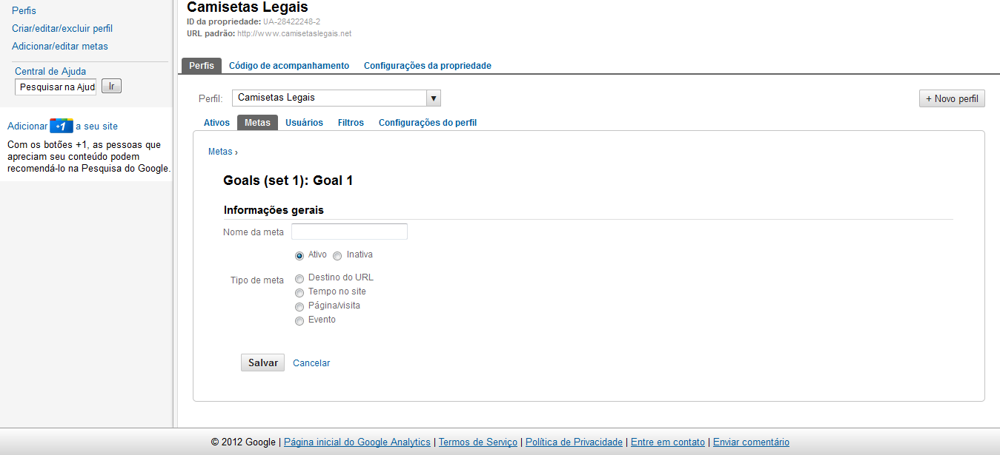 Perfis
Criar/editar/excluir perfil
Adicionar/editar metas
Central de Ajuda
Pesquisar na Ajud Ir
Adicionar +1 a seu site
Com os botões +1, as pessoas que
apreciam seu conteúdo podem
recomendá-lo na Pesquisa do Google.
Camisetas Legais
ID da propriedade: UA-28422248-2
URL padrão: http://www.camisetaslegais.net
Perfis Código de acompanhamento Configurações da propriedade
Perfil: Camisetas Legais + Novo perfil
Ativos Metas Usuários Filtros Configurações do perfil
Metas ›
Goals (set 1): Goal 1
Informações gerais
Nome da meta
Ativo Inativa
Tipo de meta Destino do URL
Tempo no site
Página/visita
Evento
Salvar Cancelar
© 2012 Google | Página inicial do Google Analytics | Termos de Serviço | Política de Privacidade | Entre em contato | Enviar comentário